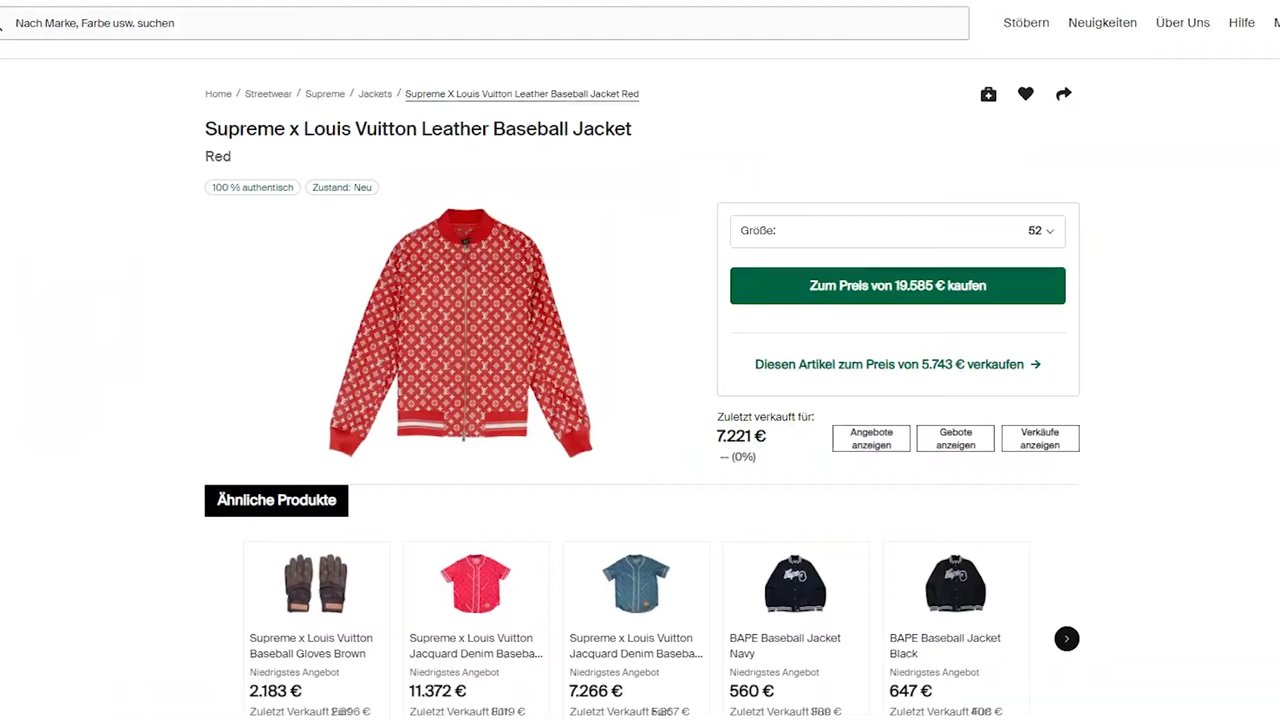 Nach Marke, Farbe usw. suchen
Stöbern Neuigkeiten Über Uns Hilfe
Home / Streetwear / Supreme / Jackets / Supreme X Louis Vuitton Leather Baseball Jacket Red
Supreme x Louis Vuitton Leather Baseball Jacket
Red
100 % authentisch Zustand: Neu
Größe: 52
Zum Preis von 19.585 € kaufen
Diesen Artikel zum Preis von 5.743 € verkaufen →
Zuletzt verkauft für:
7.221 €
-- (0%)
Angebote
anzeigen
Gebote
anzeigen
Verkäufe
anzeigen
Ähnliche Produkte
Supreme x Louis Vuitton
Baseball Gloves Brown
Niedrigstes Angebot
2.183 €
Zuletzt Verkauft
Supreme x Louis Vuitton
Jacquard Denim Baseba...
Niedrigstes Angebot
11.372 €
Zuletzt Verkauft
Supreme x Louis Vuitton
Jacquard Denim Baseba...
Niedrigstes Angebot
7.266 €
Zuletzt Verkauft
BAPE Baseball Jacket
Navy
Niedrigstes Angebot
560 €
Zuletzt Verkauft
BAPE Baseball Jacket
Black
Niedrigstes Angebot
647 €
Zuletzt Verkauft